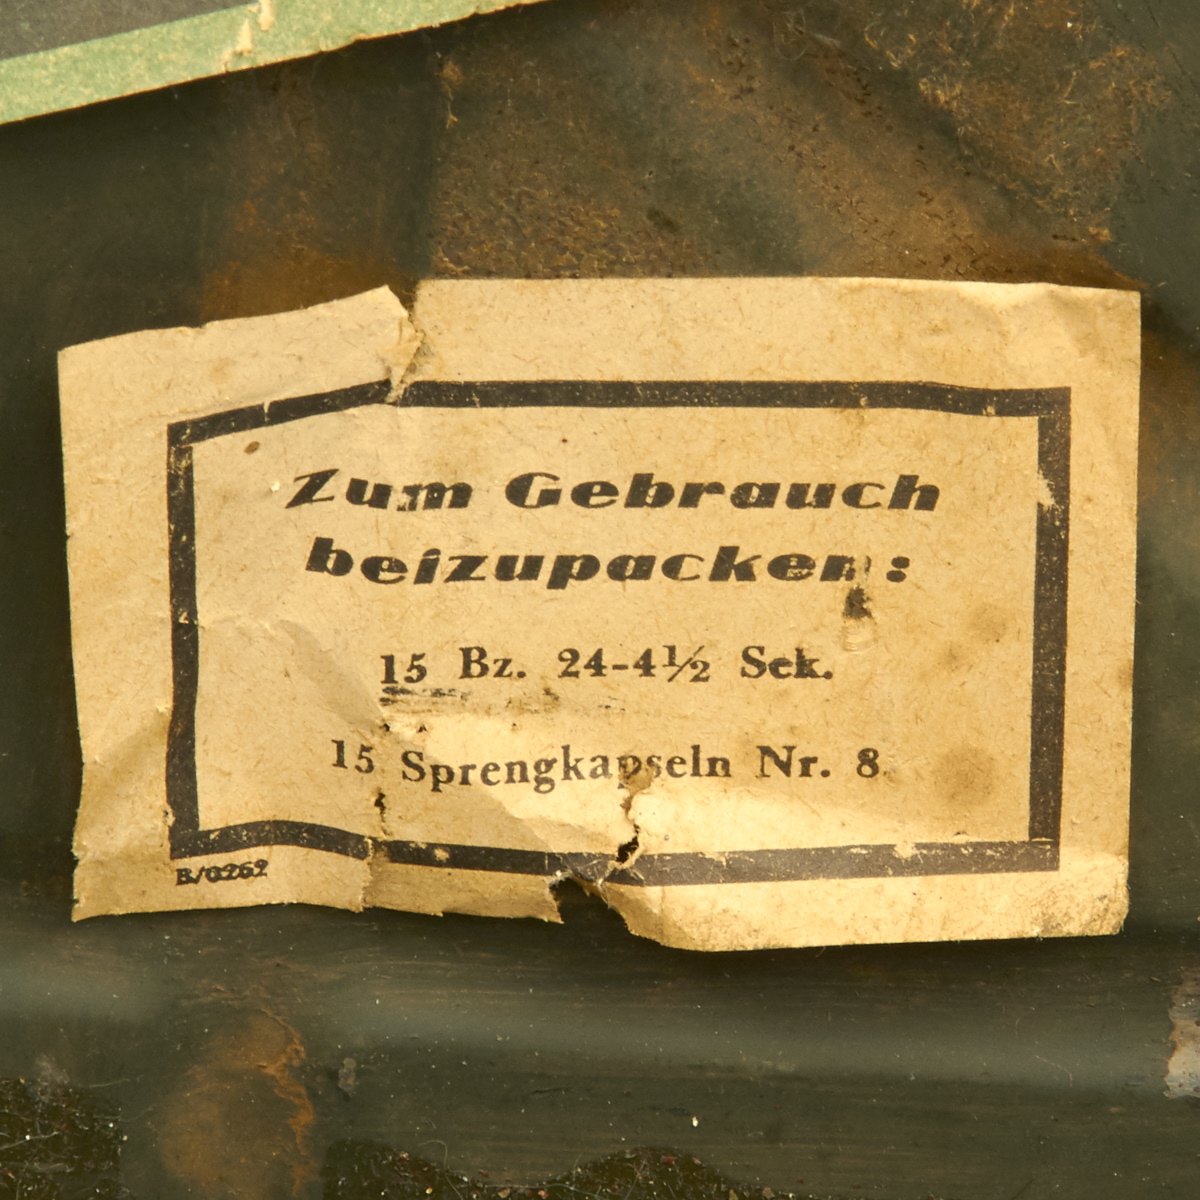 Zum Gebrauch
beizupacken:
15 Bz. 24-4½ Sek.
15 Sprengkapseln Nr. 8
B/0262